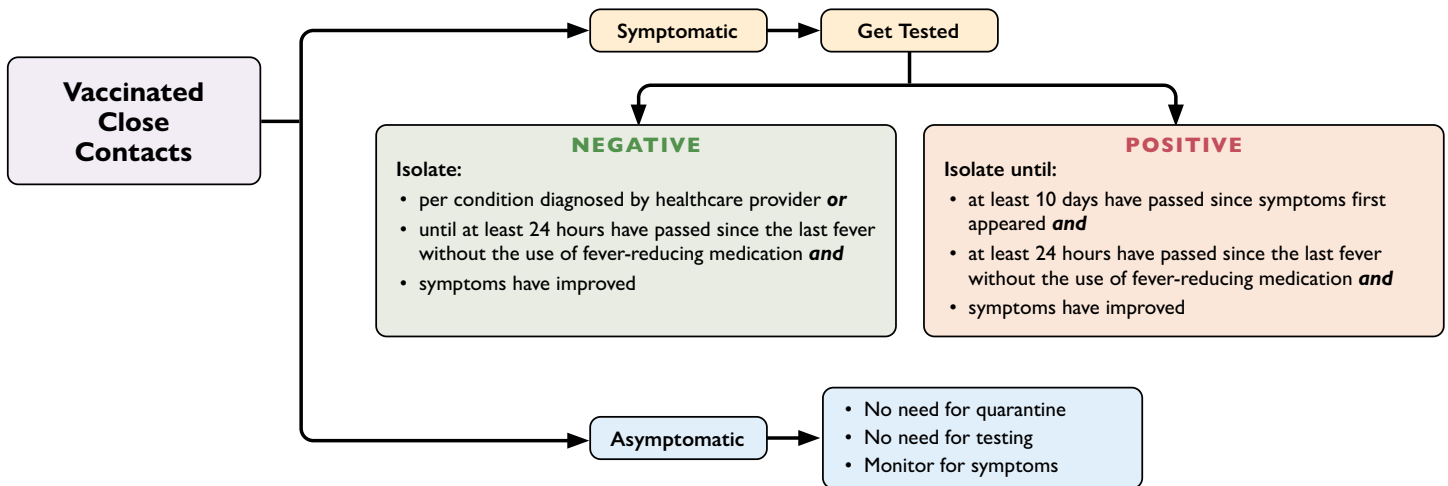 Vaccinated
Close
Contacts
Symptomatic
Get Tested
NEGATIVE
Isolate:
• per condition diagnosed by healthcare provider or
• until at least 24 hours have passed since the last fever
without the use of fever-reducing medication and
• symptoms have improved
POSITIVE
Isolate until:
• at least 10 days have passed since symptoms first
appeared and
• at least 24 hours have passed since the last fever
without the use of fever-reducing medication and
• symptoms have improved
Asymptomatic
• No need for quarantine
• No need for testing
• Monitor for symptoms